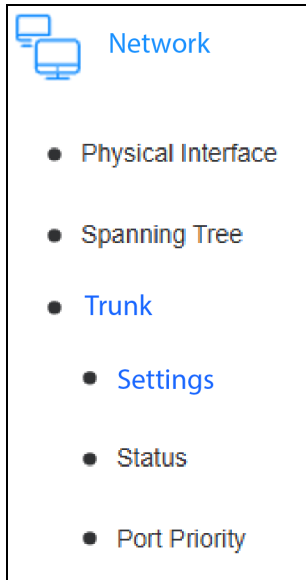 Network
Physical Interface
Spanning Tree
Trunk
Settings
Status
Port Priority